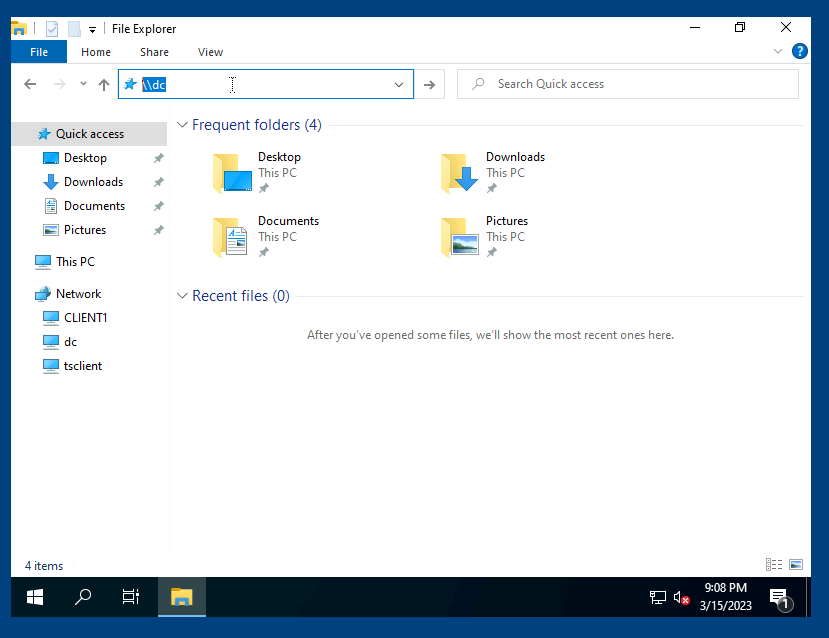 File Explorer
File Home Share View
\\dc
Search Quick access
Quick access
Desktop
Downloads
Documents
Pictures
This PC
Network
CLIENT1
dc
tsclient
Frequent folders (4)
Desktop
This PC
Downloads
This PC
Documents
This PC
Pictures
This PC
Recent files (0)
After you've opened some files, we'll show the most recent ones here.
4 items
9:08 PM
3/15/2023
1